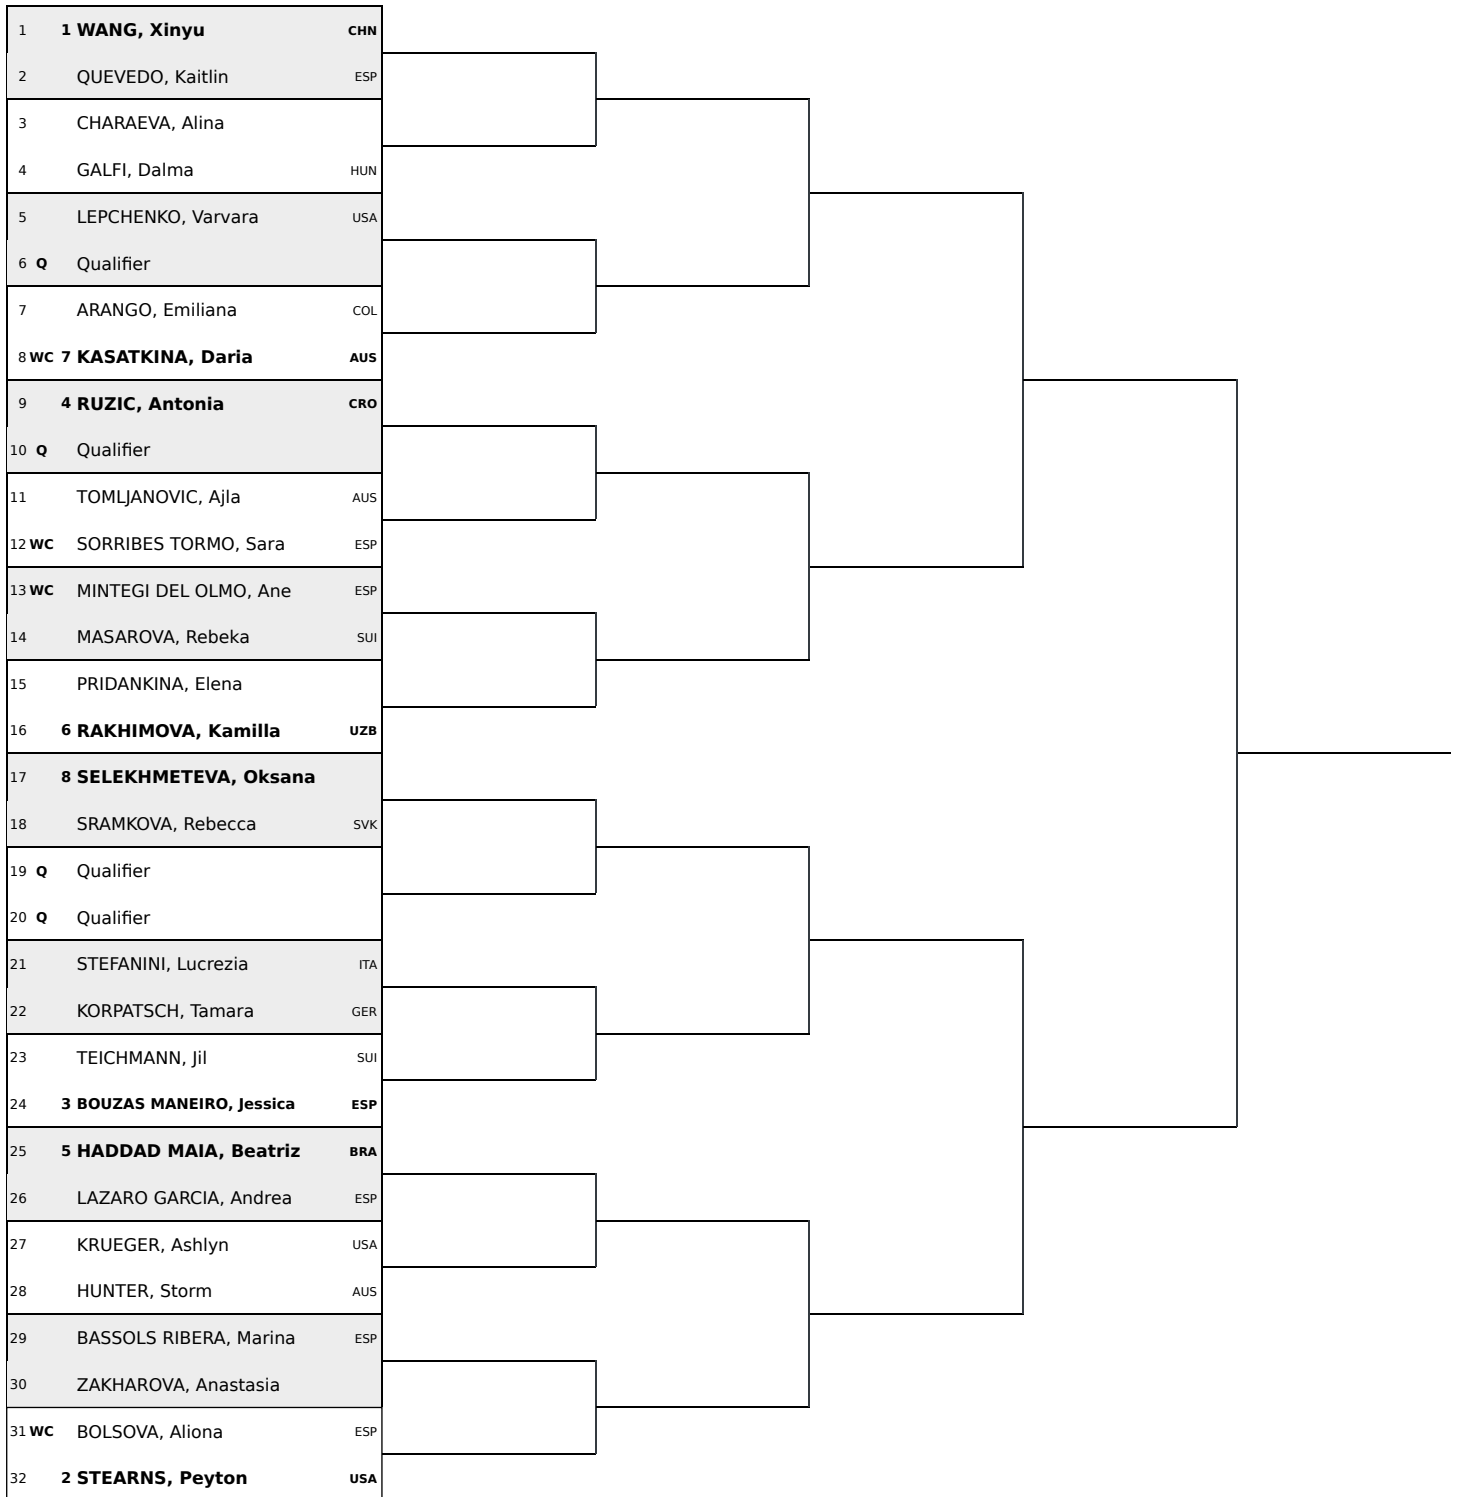 1 1 WANG, Xinyu CHN
2 QUEVEDO, Kaitlin ESP
3 CHARAEVA, Alina
4 GALFI, Dalma HUN
5 LEPCHENKO, Varvara USA
6 Q Qualifier
7 ARANGO, Emiliana COL
8 WC 7 KASATKINA, Daria AUS
9 4 RUZIC, Antonia CRO
10 Q Qualifier
11 TOMLJANOVIC, Ajla AUS
12 WC SORRIBES TORMO, Sara ESP
13 WC MINTEGI DEL OLMO, Ane ESP
14 MASAROVA, Rebeka SUI
15 PRIDANKINA, Elena
16 6 RAKHIMOVA, Kamilla UZB
17 8 SELEKHMETEVA, Oksana
18 SRAMKOVA, Rebecca SVK
19 Q Qualifier
20 Q Qualifier
21 STEFANINI, Lucrezia ITA
22 KORPATSCH, Tamara GER
23 TEICHMANN, Jil SUI
24 3 BOUZAS MANEIRO, Jessica ESP
25 5 HADDAD MAIA, Beatriz BRA
26 LAZARO GARCIA, Andrea ESP
27 KRUEGER, Ashlyn USA
28 HUNTER, Storm AUS
29 BASSOLS RIBERA, Marina ESP
30 ZAKHAROVA, Anastasia
31 WC BOLSOVA, Aliona ESP
32 2 STEARNS, Peyton USA